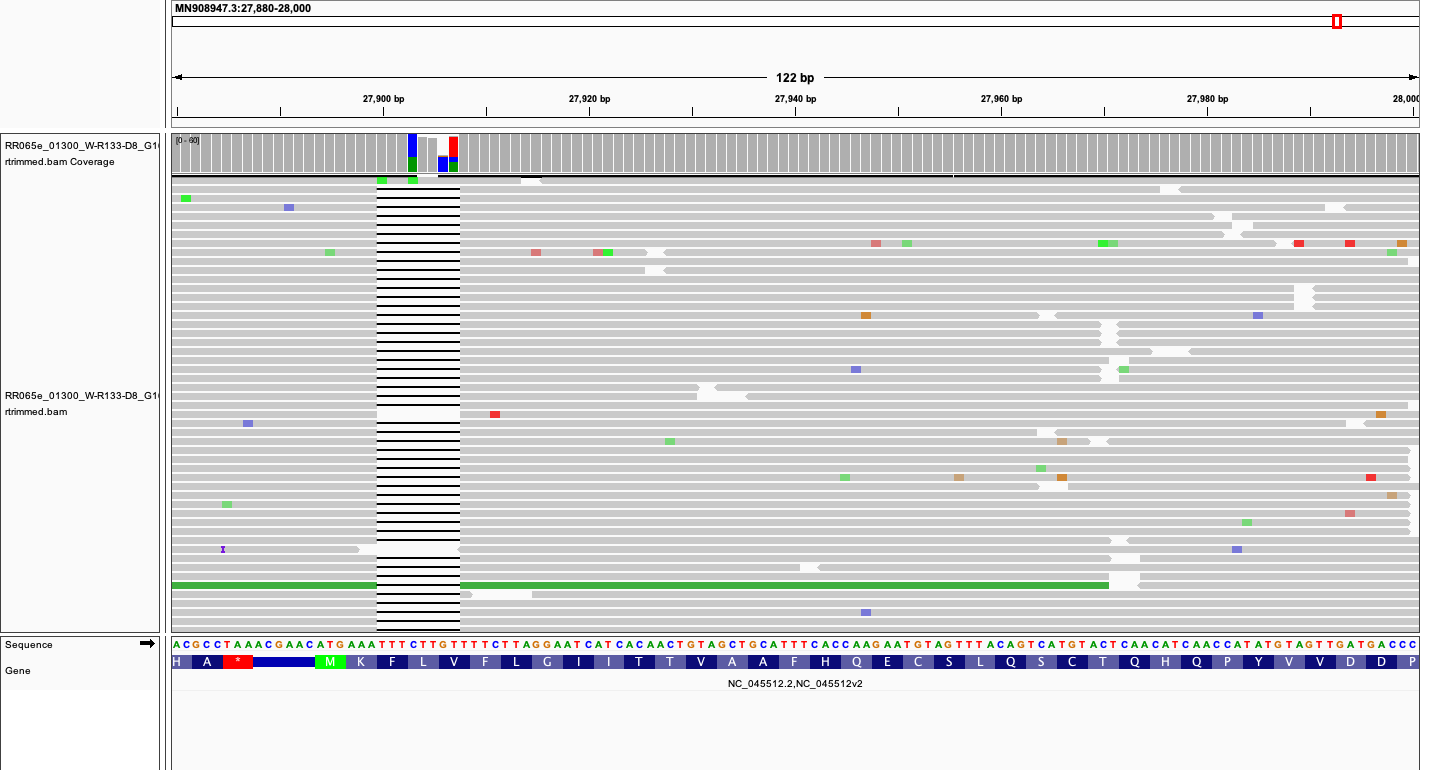 MN908947.3:27,880-28,000
122 bp
27,900 bp 27,920 bp 27,940 bp 27,960 bp 27,980 bp 28,000
RR065e_01300_W-R133-D8_G1
rtrimmed.bam Coverage
[0 - 60]
RR065e_01300_W-R133-D8_G1
rtrimmed.bam
I
Sequence
A C G C C T A A A C G A A C A T G A A A T T T C T T G T T T T C T T A G G A A T C A T C A C A A C T G T A G C T G C A T T T C A C C A A G A A T G T A G T T T A C A G T C A T G T A C T C A A C A T C A A C C A T A T G T A G T T G A T G A C C C
Gene
H A * M K F L V F L G I I T T V A A F H Q E C S L Q S C T Q H Q P Y V V D D P
NC_045512.2,NC_045512v2